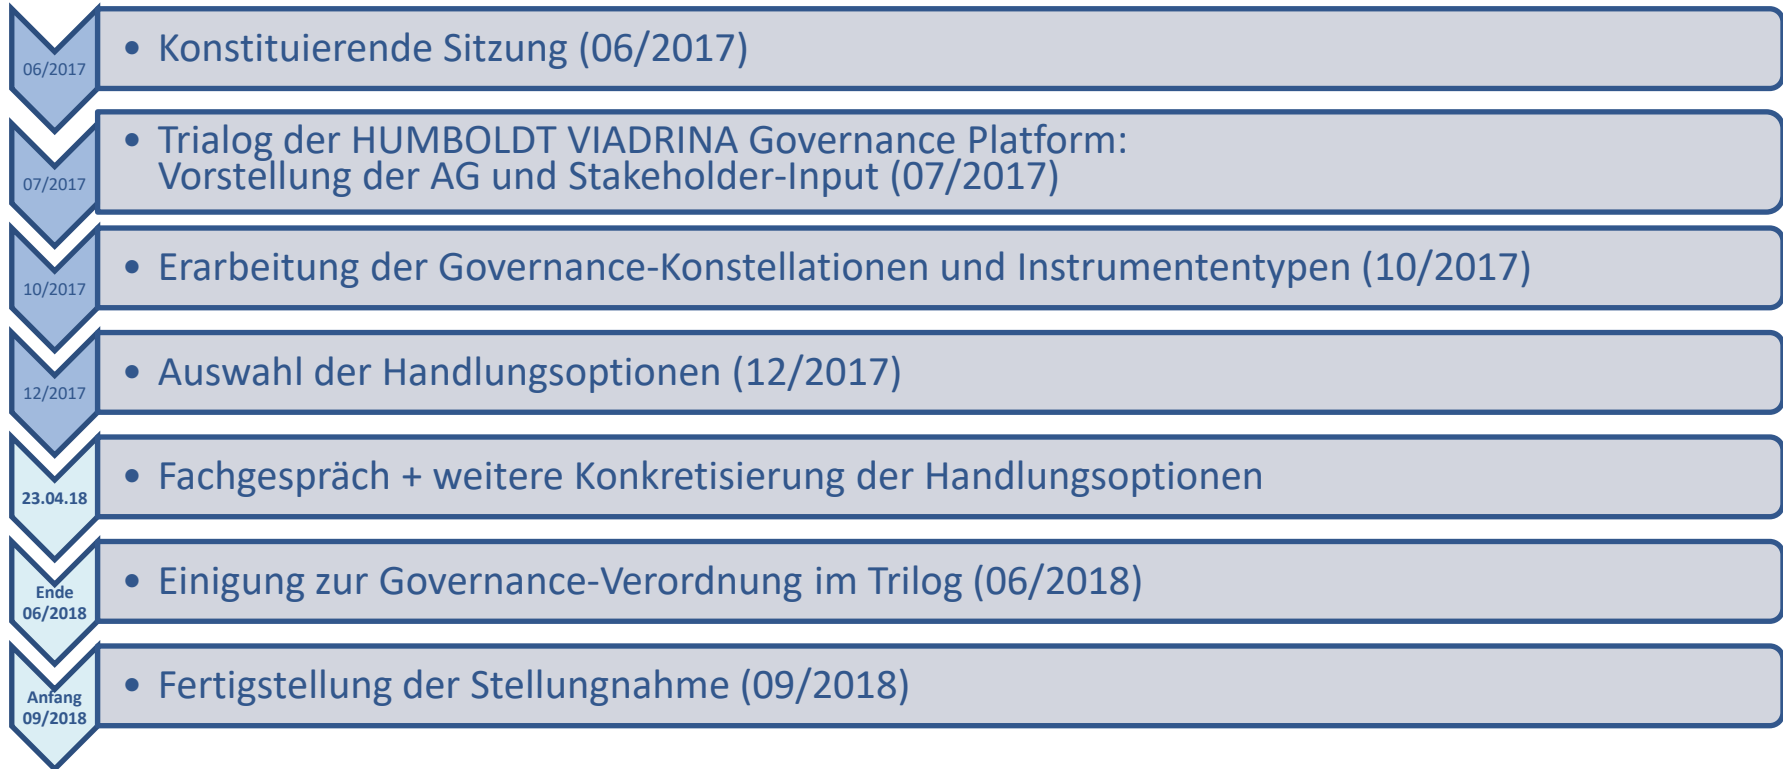 06/2017
• Konstituierende Sitzung (06/2017)
07/2017
• Trialog der HUMBOLDT VIADRINA Governance Platform:
Vorstellung der AG und Stakeholder-Input (07/2017)
10/2017
• Erarbeitung der Governance-Konstellationen und Instrumententypen (10/2017)
12/2017
• Auswahl der Handlungsoptionen (12/2017)
23.04.18
• Fachgespräch + weitere Konkretisierung der Handlungsoptionen
Ende
06/2018
• Einigung zur Governance-Verordnung im Trilog (06/2018)
Anfang
09/2018
• Fertigstellung der Stellungnahme (09/2018)